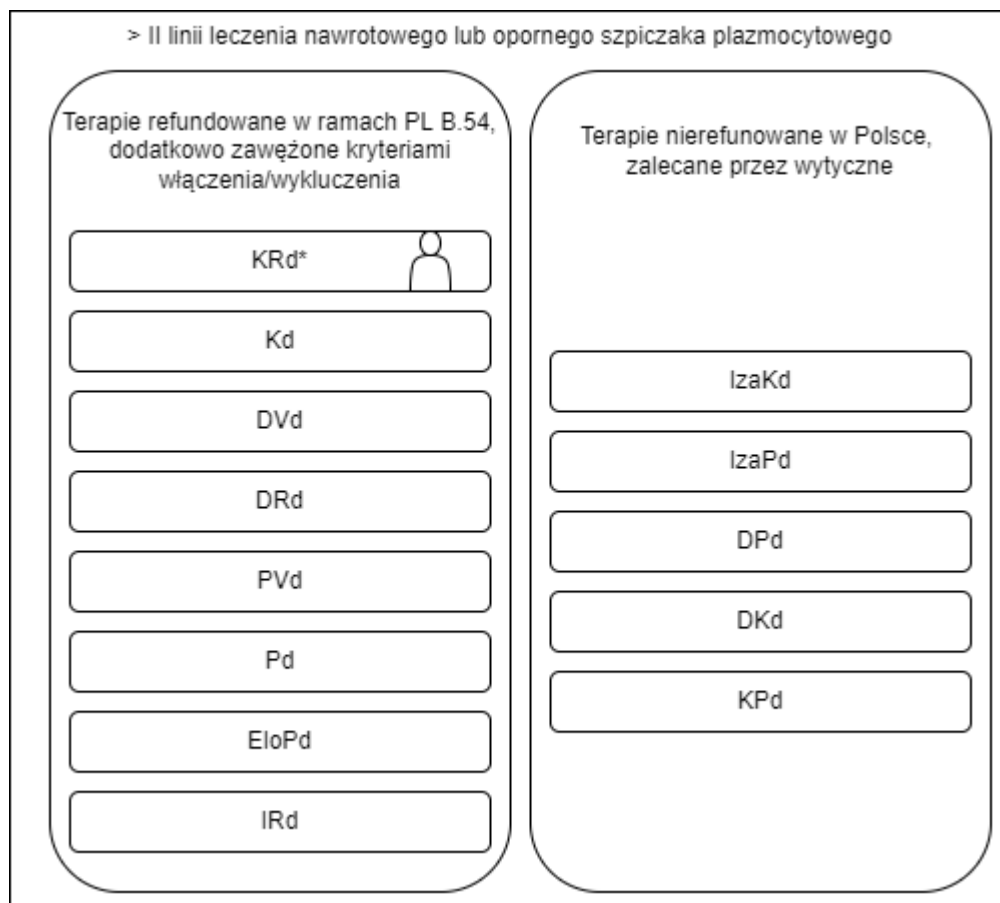 > II linii leczenia nawrotowego lub opornego szpiczaka plazmocytowego
Terapie refundowane w ramach PL B.54,
dodatkowo zawężone kryteriami
włączenia/wykluczenia
KRd*
Kd
DVd
DRd
PVd
Pd
EloPd
IRd
Terapie nierefunowane w Polsce,
zalecane przez wytyczne
IzaKd
IzaPd
DPd
DKd
KPd